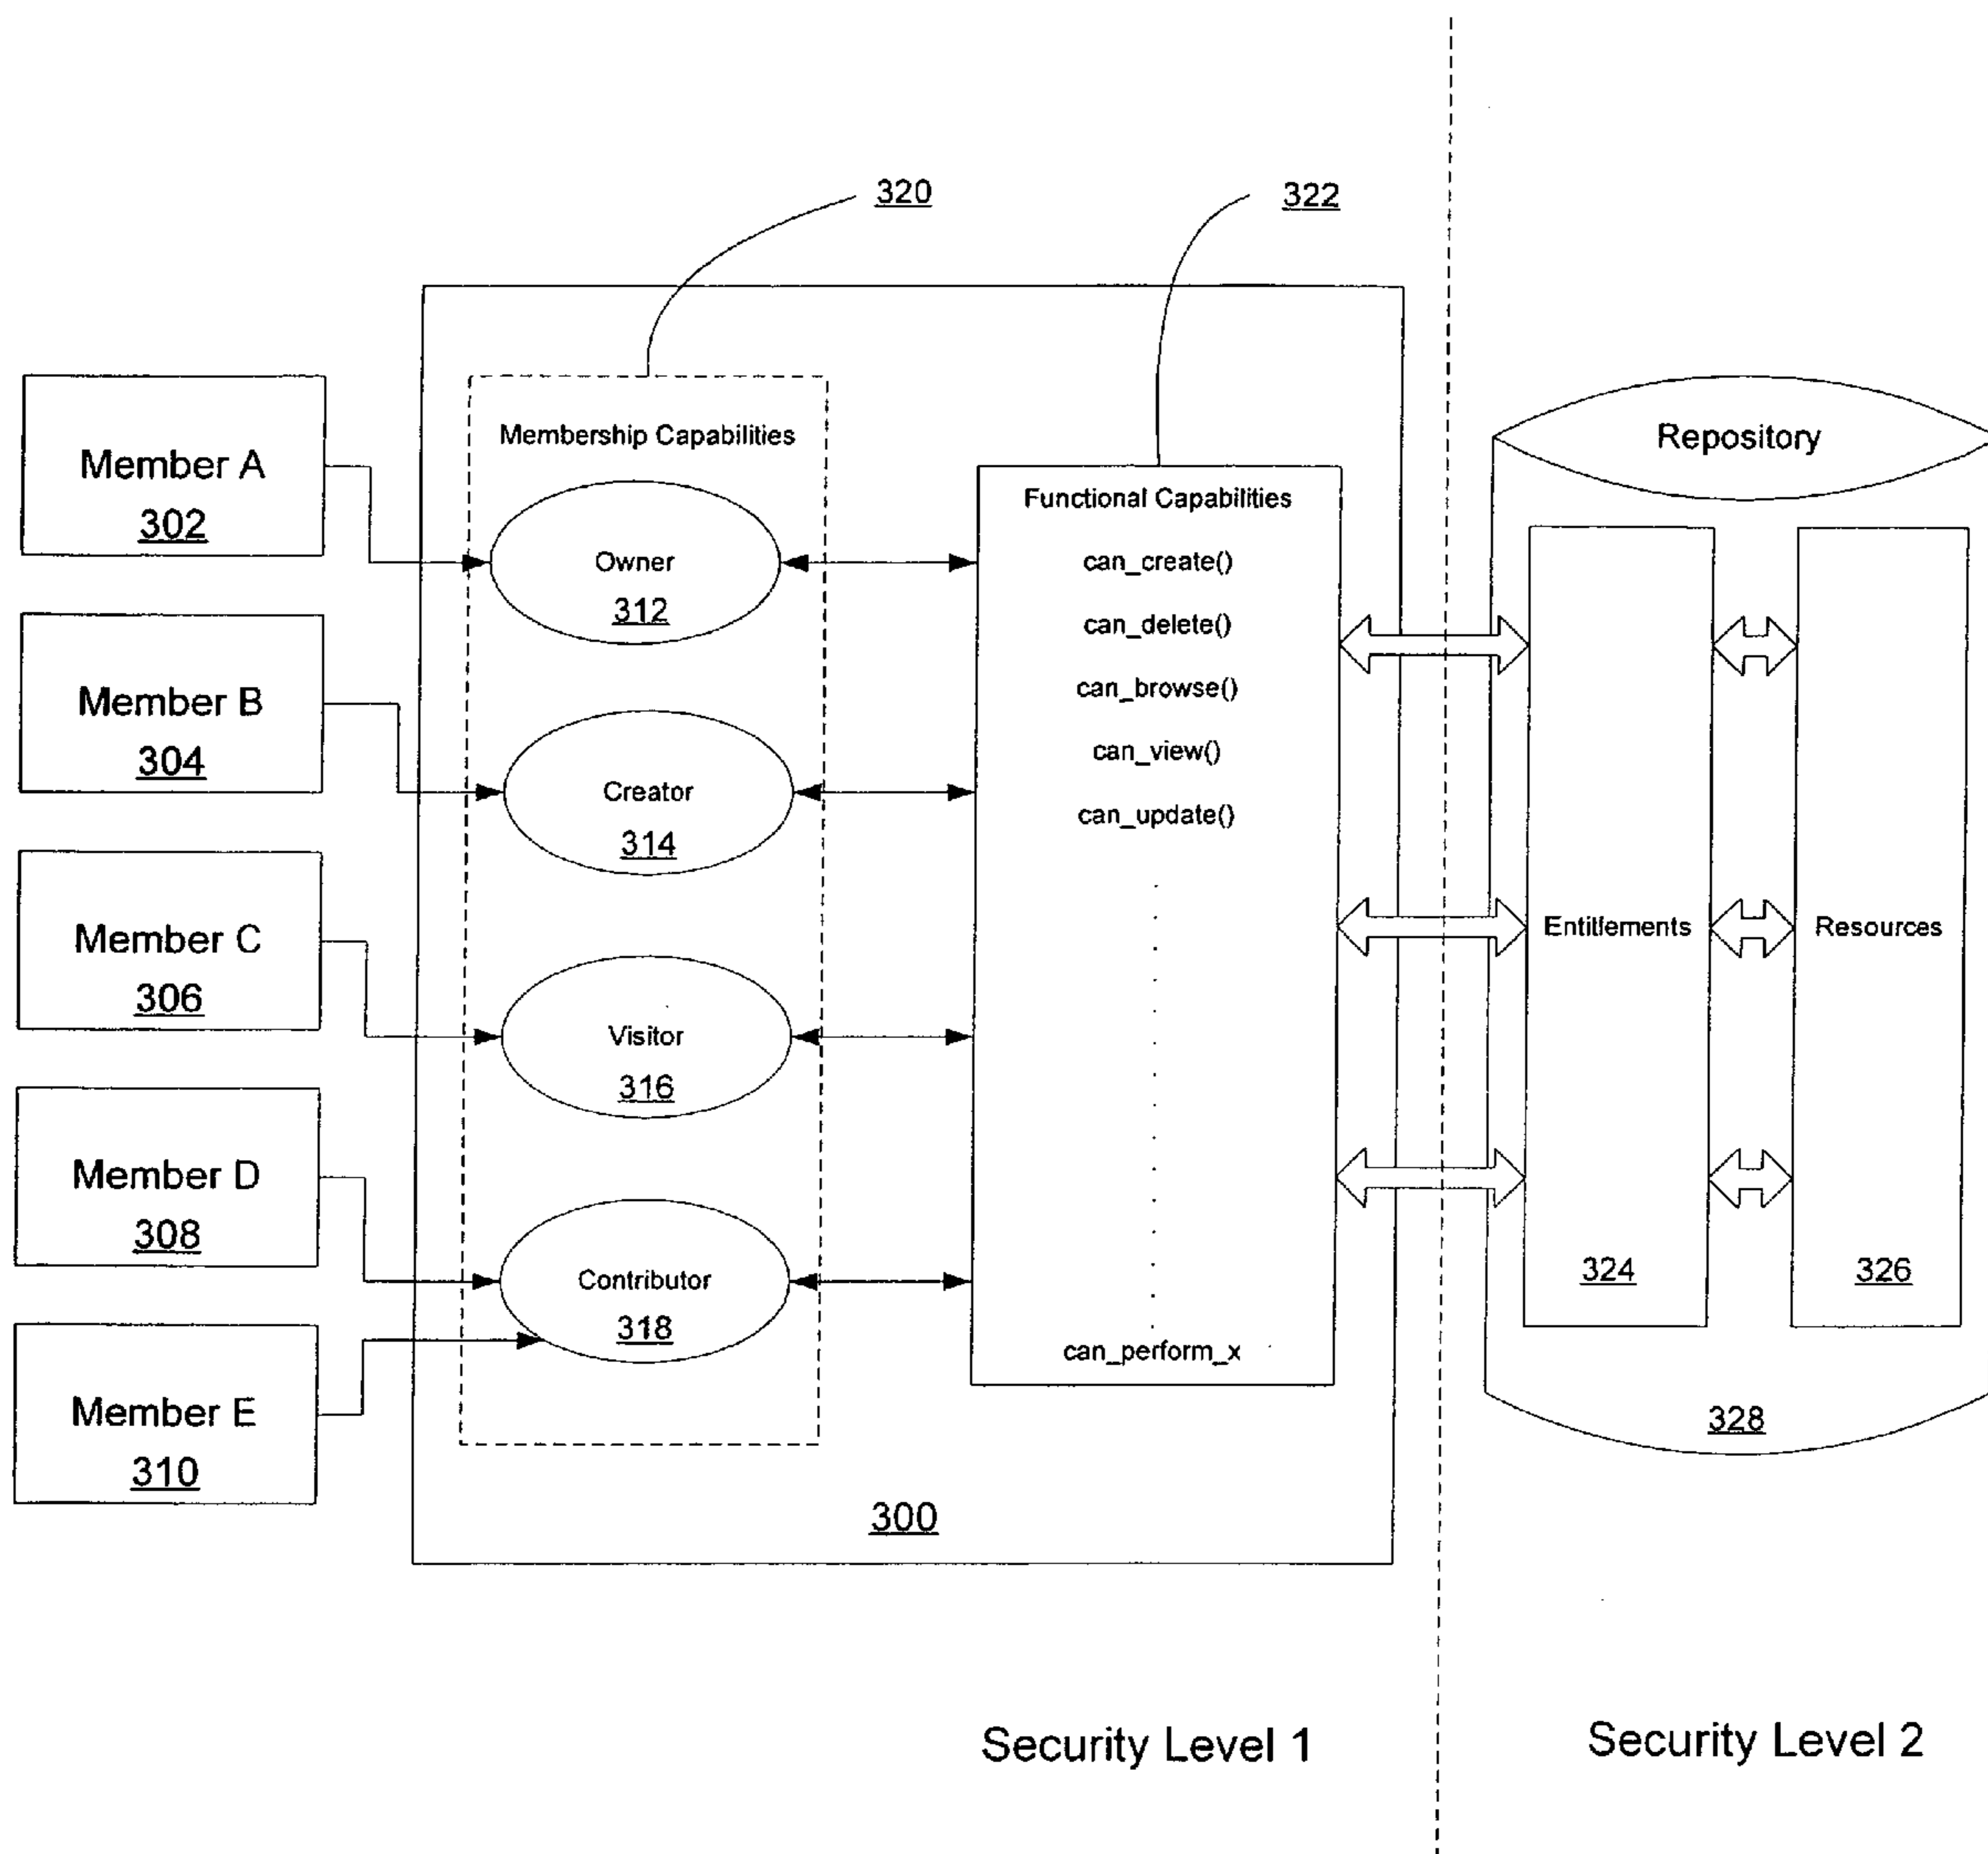 320
322
Member A
302
Member B
304
Member C
306
Member D
308
Member E
310
Membership Capabilities
Owner
312
Creator
314
Visitor
316
Contributor
318
Functional Capabilities
can_create()
can_delete()
can_browse()
can_view()
can_update()
can_perform_x
300
Repository
Entitlements
324
Resources
326
328
Security Level 1
Security Level 2